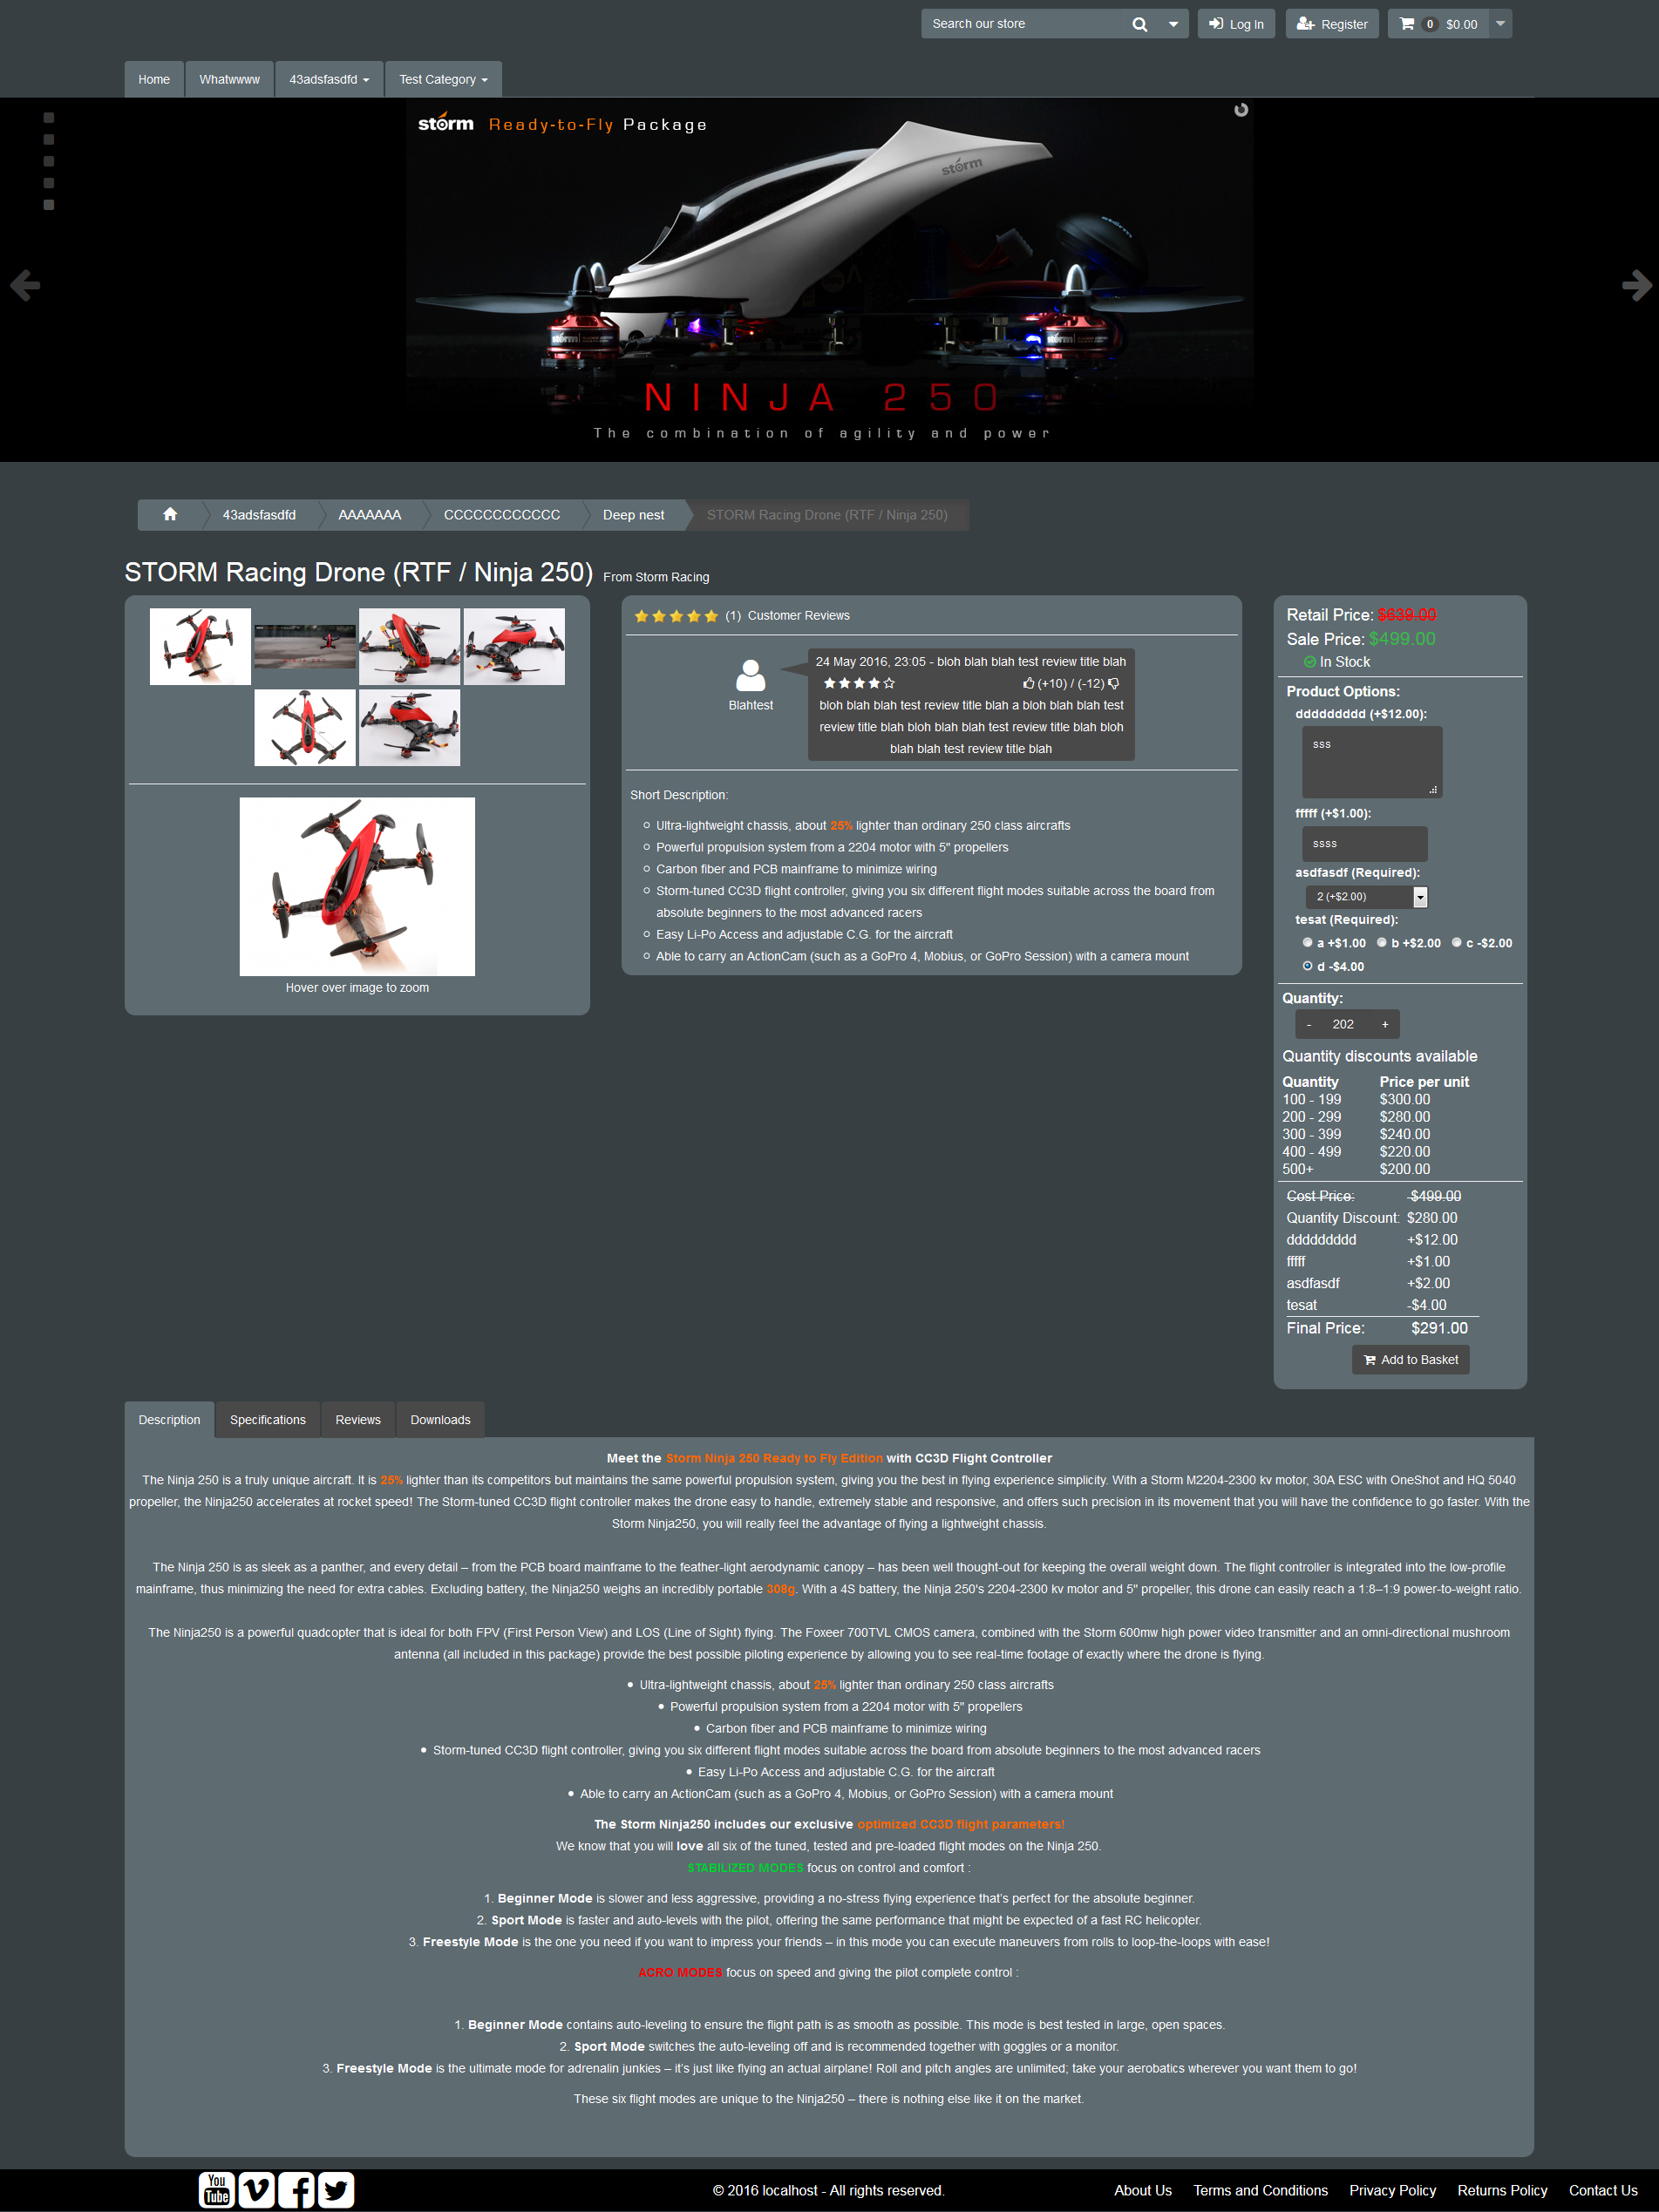 Search our store
Log In
Register
0 $0.00
Home
Whatwwww
43adsfasdfd
Test Category
storm Ready-to-Fly Package
storm
NINJA 250
The combination of agility and power
43adsfasdfd
AAAAAAA
CCCCCCCCCCCC
Deep nest
STORM Racing Drone (RTF / Ninja 250)
STORM Racing Drone (RTF / Ninja 250) From Storm Racing
Hover over image to zoom
(1) Customer Reviews
Blahtest
24 May 2016, 23:05 - bloh blah blah test review title blah
(+10) / (-12)
bloh blah blah test review title blah a bloh blah blah test
review title blah bloh blah blah test review title blah bloh
blah blah test review title blah
Short Description:
Ultra-lightweight chassis, about 25% lighter than ordinary 250 class aircrafts
Powerful propulsion system from a 2204 motor with 5" propellers
Carbon fiber and PCB mainframe to minimize wiring
Storm-tuned CC3D flight controller, giving you six different flight modes suitable across the board from
absolute beginners to the most advanced racers
Easy Li-Po Access and adjustable C.G. for the aircraft
Able to carry an ActionCam (such as a GoPro 4, Mobius, or GoPro Session) with a camera mount
Retail Price: $639.00
Sale Price: $499.00
In Stock
Product Options:
ddddddddd (+$12.00):
sss
fffff (+$1.00):
ssss
asdfasdf (Required):
2 (+$2.00)
tesat (Required):
a +$1.00 b +$2.00 c -$2.00
d -$4.00
Quantity:
- 202 +
Quantity discounts available
Quantity Price per unit
100 - 199 $300.00
200 - 299 $280.00
300 - 399 $240.00
400 - 499 $220.00
500+ $200.00
Cost Price: $499.00
Quantity Discount: $280.00
ddddddddd +$12.00
fffff +$1.00
asdfasdf +$2.00
tesat -$4.00
Final Price: $291.00
Add to Basket
Description
Specifications
Reviews
Downloads
Meet the Storm Ninja 250 Ready to Fly Edition with CC3D Flight Controller
The Ninja 250 is a truly unique aircraft. It is 25% lighter than its competitors but maintains the same powerful propulsion system, giving you the best in flying experience simplicity. With a Storm M2204-2300 kv motor, 30A ESC with OneShot and HQ 5040
propeller, the Ninja250 accelerates at rocket speed! The Storm-tuned CC3D flight controller makes the drone easy to handle, extremely stable and responsive, and offers such precision in its movement that you will have the confidence to go faster. With the
Storm Ninja250, you will really feel the advantage of flying a lightweight chassis.
The Ninja 250 is as sleek as a panther, and every detail – from the PCB board mainframe to the feather-light aerodynamic canopy – has been well thought-out for keeping the overall weight down. The flight controller is integrated into the low-profile
mainframe, thus minimizing the need for extra cables. Excluding battery, the Ninja250 weighs an incredibly portable 308g. With a 4S battery, the Ninja 250's 2204-2300 kv motor and 5" propeller, this drone can easily reach a 1:8–1:9 power-to-weight ratio.
The Ninja250 is a powerful quadcopter that is ideal for both FPV (First Person View) and LOS (Line of Sight) flying. The Foxeer 700TVL CMOS camera, combined with the Storm 600mw high power video transmitter and an omni-directional mushroom
antenna (all included in this package) provide the best possible piloting experience by allowing you to see real-time footage of exactly where the drone is flying.
Ultra-lightweight chassis, about 25% lighter than ordinary 250 class aircrafts
Powerful propulsion system from a 2204 motor with 5" propellers
Carbon fiber and PCB mainframe to minimize wiring
Storm-tuned CC3D flight controller, giving you six different flight modes suitable across the board from absolute beginners to the most advanced racers
Easy Li-Po Access and adjustable C.G. for the aircraft
Able to carry an ActionCam (such as a GoPro 4, Mobius, or GoPro Session) with a camera mount
The Storm Ninja250 includes our exclusive optimized CC3D flight parameters!
We know that you will love all six of the tuned, tested and pre-loaded flight modes on the Ninja 250.
STABILIZED MODES focus on control and comfort :
1. Beginner Mode is slower and less aggressive, providing a no-stress flying experience that's perfect for the absolute beginner.
2. Sport Mode is faster and auto-levels with the pilot, offering the same performance that might be expected of a fast RC helicopter.
3. Freestyle Mode is the one you need if you want to impress your friends – in this mode you can execute maneuvers from rolls to loop-the-loops with ease!
ACRO MODES focus on speed and giving the pilot complete control :
1. Beginner Mode contains auto-leveling to ensure the flight path is as smooth as possible. This mode is best tested in large, open spaces.
2. Sport Mode switches the auto-leveling off and is recommended together with goggles or a monitor.
3. Freestyle Mode is the ultimate mode for adrenalin junkies – it's just like flying an actual airplane! Roll and pitch angles are unlimited; take your aerobatics wherever you want them to go!
These six flight modes are unique to the Ninja250 – there is nothing else like it on the market.
You Tube
© 2016 localhost - All rights reserved.
About Us
Terms and Conditions
Privacy Policy
Returns Policy
Contact Us